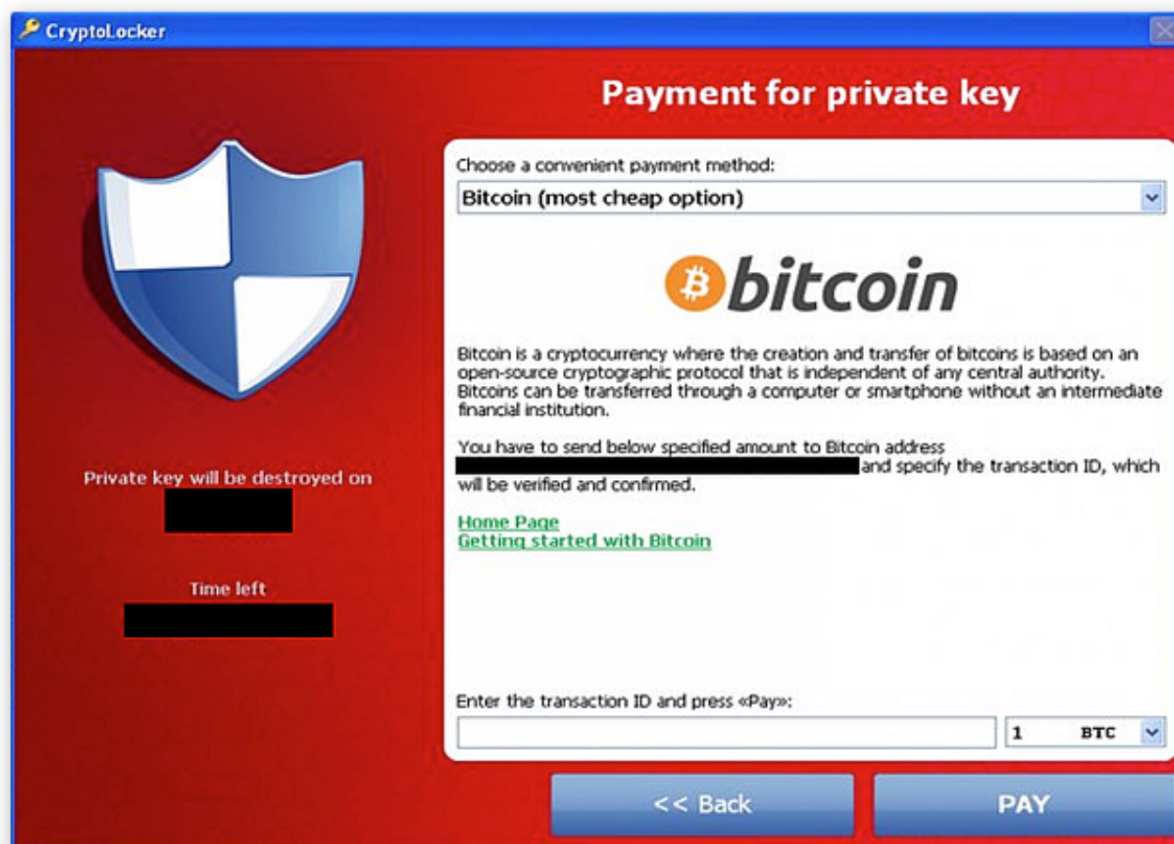 CryptoLocker
Payment for private key
Choose a convenient payment method:
Bitcoin (most cheap option)
bitcoin
Bitcoin is a cryptocurrency where the creation and transfer of bitcoins is based on an
open-source cryptographic protocol that is independent of any central authority.
Bitcoins can be transferred through a computer or smartphone without an intermediate
financial institution.
You have to send below specified amount to Bitcoin address
and specify the transaction ID, which
will be verified and confirmed.
Home Page
Getting started with Bitcoin
Private key will be destroyed on
Time left
Enter the transaction ID and press «Pay»:
1 BTC
<< Back
PAY